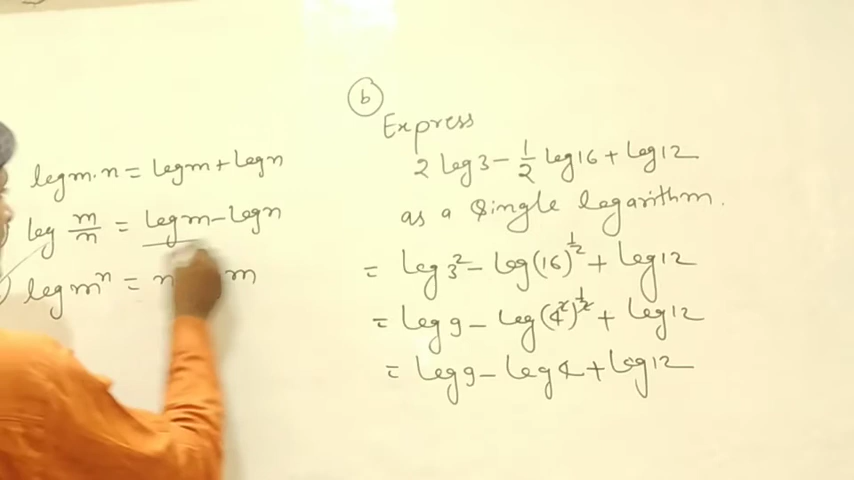 log m·n = log m + log n
log m/n = log m - log n
log mⁿ = n m
(b)
Express
2 log 3 - 1/2 log 16 + log 12
as a single logarithm.
= log 3² - log(16)^(1/2) + log 12
= log 9 - log(4²)^(1/2) + log 12
= log 9 - log 4 + log 12